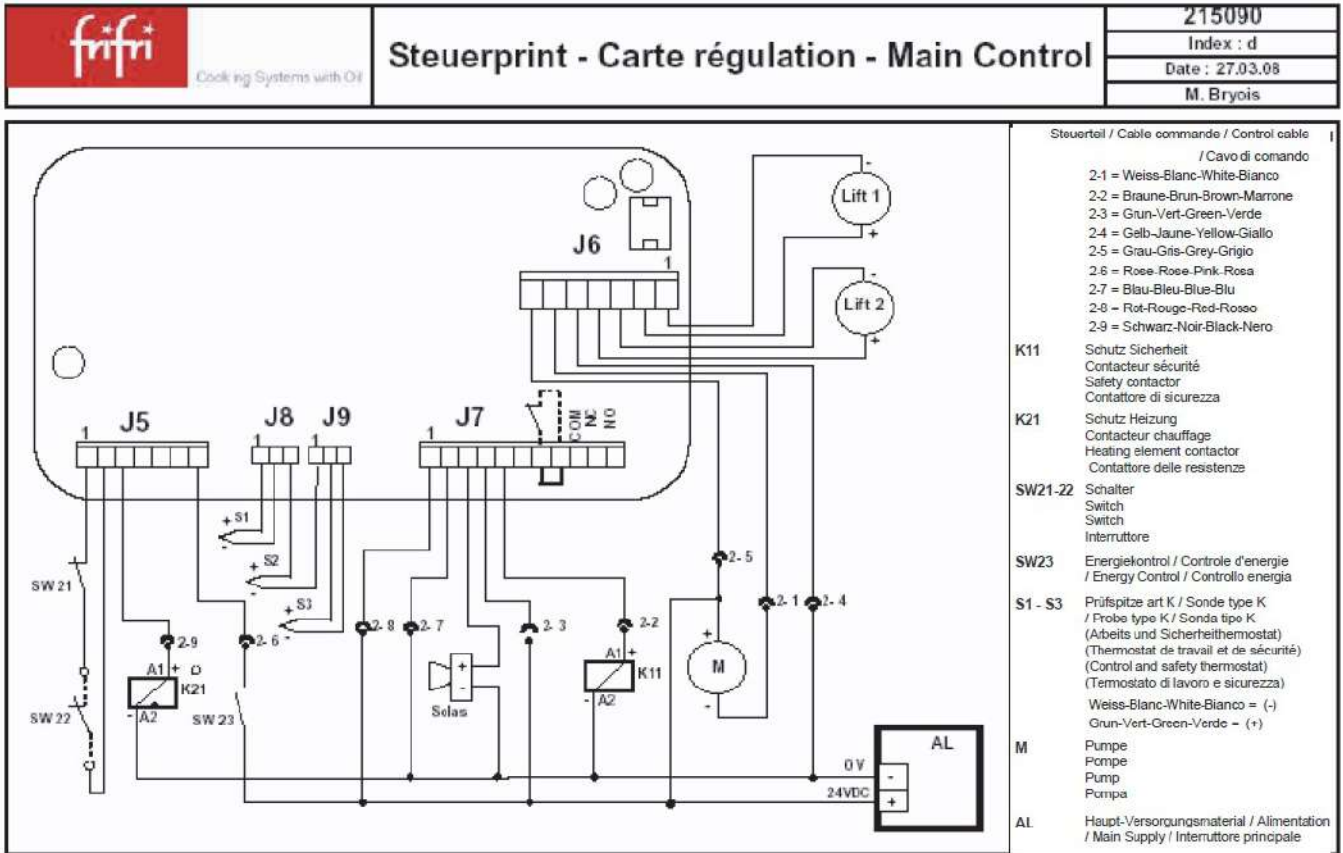 frifri
Cooking Systems with Oil
Steuerprint - Carte régulation - Main Control
215090
Index : d
Date : 27.03.08
M. Bryois
Lift 1
-
+
Lift 2
-
+
J6
1
J5
1
J8
1
J9
1
J7
1
COM
NC
NO
SW 21
SW 22
+ S1
-
+ S2
-
+ S3
-
2-9
2-6
2-8
2-7
2-3
2-2
2-5
2-1
2-4
A1 +
K21
- A2
SW 23
+
-
Solas
A1 +
K11
- A2
+
M
-
AL
0 V
-
24VDC
+
Steuerteil / Cable commande / Control cable
/ Cavo di comando
2-1 = Weiss-Blanc-White-Bianco
2-2 = Braune-Brun-Brown-Marrone
2-3 = Grun-Vert-Green-Verde
2-4 = Gelb-Jaune-Yellow-Giallo
2-5 = Grau-Gris-Grey-Grigio
2-6 = Rose-Rose-Pink-Rosa
2-7 = Blau-Bleu-Blue-Blu
2-8 = Rot-Rouge-Red-Rosso
2-9 = Schwarz-Noir-Black-Nero
K11 Schutz Sicherheit
Contacteur sécurité
Safety contactor
Contattore di sicurezza
K21 Schutz Heizung
Contacteur chauffage
Heating element contactor
Contattore delle resistenze
SW21-22 Schalter
Switch
Switch
Interruttore
SW23 Energiekontrol / Controle d'energie
/ Energy Control / Controllo energia
S1 - S3 Prüfspitze art K / Sonde type K
/ Probe type K / Sonda tipo K
(Arbeits und Sicherheithermostat)
(Thermostat de travail et de sécurité)
(Control and safety thermostat)
(Termostato di lavoro e sicurezza)
Weiss-Blanc-White-Bianco = (-)
Grun-Vert-Green-Verde = (+)
M Pumpe
Pompe
Pump
Pompa
AL Haupt-Versorgungsmaterial / Alimentation
/ Main Supply / Interruttore principale